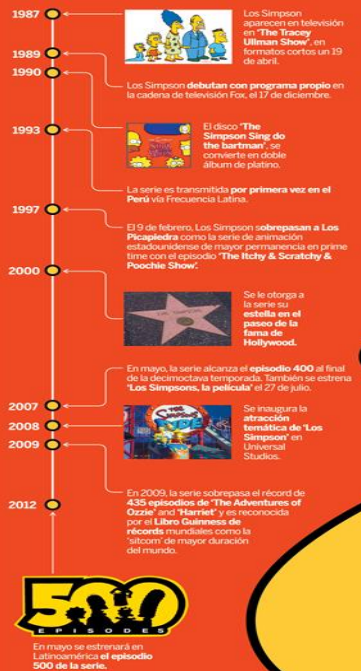 1987
Los Simpson
aparecen en televisión
en 'The Tracey
Ullman Show', en
formatos cortos un 19
de abril.
1989
Los Simpson debutan con programa propio en
la cadena de televisión Fox, el 17 de diciembre.
1990
El disco 'The
Simpson Sing do
the bartman', se
convierte en doble
álbum de platino.
1993
La serie es transmitida por primera vez en el
Perú vía Frecuencia Latina.
1997
El 9 de febrero, Los Simpson sobrepasan a Los
Picapiedra como la serie de animación
estadounidense de mayor permanencia en prime
time con el episodio 'The Itchy & Scratchy &
Poochie Show'.
2000
Se le otorga a
la serie su
estrella en el
paseo de la
fama de
Hollywood.
2007
En mayo, la serie alcanza el episodio 400 al final
de la decimoctava temporada. También se estrena
'Los Simpsons, la película' el 27 de julio.
2008
Se inaugura la
atracción
temática de 'Los
Simpson' en
Universal
Studios.
2009
En 2009, la serie sobrepasa el récord de
435 episodios de 'The Adventures of
Ozzie' and 'Harriet' y es reconocida
por el Libro Guinness de
récords mundiales como la
'sitcom' de mayor duración
del mundo.
2012
500
EPISODES
En mayo se estrenará en
Latinoamérica el episodio
500 de la serie.